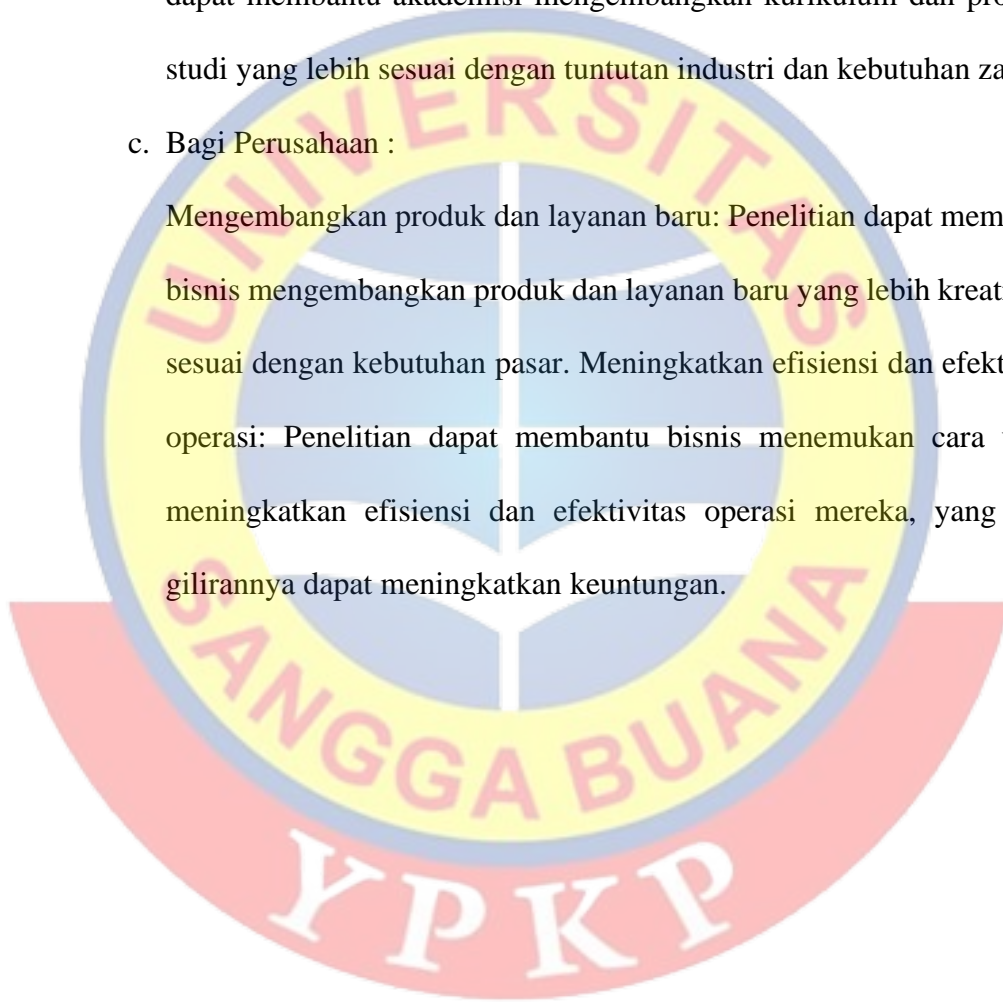 dapat membantu akademisi mengembangkan kurikulum dan pro
studi yang lebih sesuai dengan tuntutan industri dan kebutuhan za
c. Bagi Perusahaan :
Mengembangkan produk dan layanan baru: Penelitian dapat mem
bisnis mengembangkan produk dan layanan baru yang lebih kreat
sesuai dengan kebutuhan pasar. Meningkatkan efisiensi dan efekt
operasi: Penelitian dapat membantu bisnis menemukan cara
meningkatkan efisiensi dan efektivitas operasi mereka, yang
gilirannya dapat meningkatkan keuntungan.
UNIVERSITAS
SANGGA BUANA
YPKP